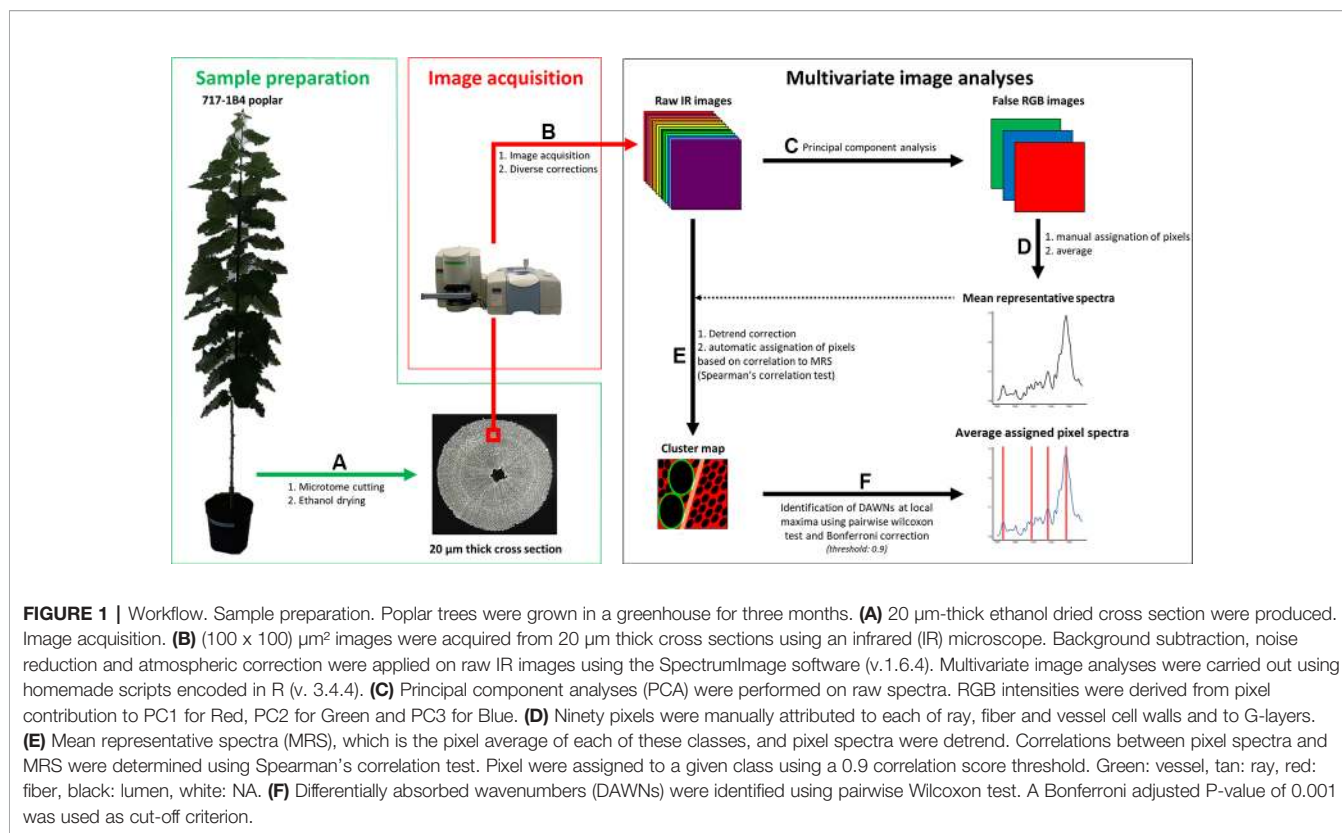 Sample preparation
717-1B4 poplar
Image acquisition
B
1. Image acquisition
2. Diverse corrections
Multivariate image analyses
Raw IR images
False RGB images
C Principal component analysis
D
1. manual assignation of pixels
2. average
Mean representative spectra
E
1. Detrend correction
2. automatic assignation of pixels
based on correlation to MRS
(Spearman's correlation test)
A
1. Microtome cutting
2. Ethanol drying
20 µm thick cross section
Cluster map
F
Identification of DAWNs at local
maxima using pairwise wilcoxon
test and Bonferroni correction
(threshold: 0.9)
Average assigned pixel spectra
FIGURE 1 | Workflow. Sample preparation. Poplar trees were grown in a greenhouse for three months. (A) 20 µm-thick ethanol dried cross section were produced.
Image acquisition. (B) (100 x 100) µm² images were acquired from 20 µm thick cross sections using an infrared (IR) microscope. Background subtraction, noise
reduction and atmospheric correction were applied on raw IR images using the SpectrumImage software (v.1.6.4). Multivariate image analyses were carried out using
homemade scripts encoded in R (v. 3.4.4). (C) Principal component analyses (PCA) were performed on raw spectra. RGB intensities were derived from pixel
contribution to PC1 for Red, PC2 for Green and PC3 for Blue. (D) Ninety pixels were manually attributed to each of ray, fiber and vessel cell walls and to G-layers.
(E) Mean representative spectra (MRS), which is the pixel average of each of these classes, and pixel spectra were detrend. Correlations between pixel spectra and
MRS were determined using Spearman's correlation test. Pixel were assigned to a given class using a 0.9 correlation score threshold. Green: vessel, tan: ray, red:
fiber, black: lumen, white: NA. (F) Differentially absorbed wavenumbers (DAWNs) were identified using pairwise Wilcoxon test. A Bonferroni adjusted P-value of 0.001
was used as cut-off criterion.